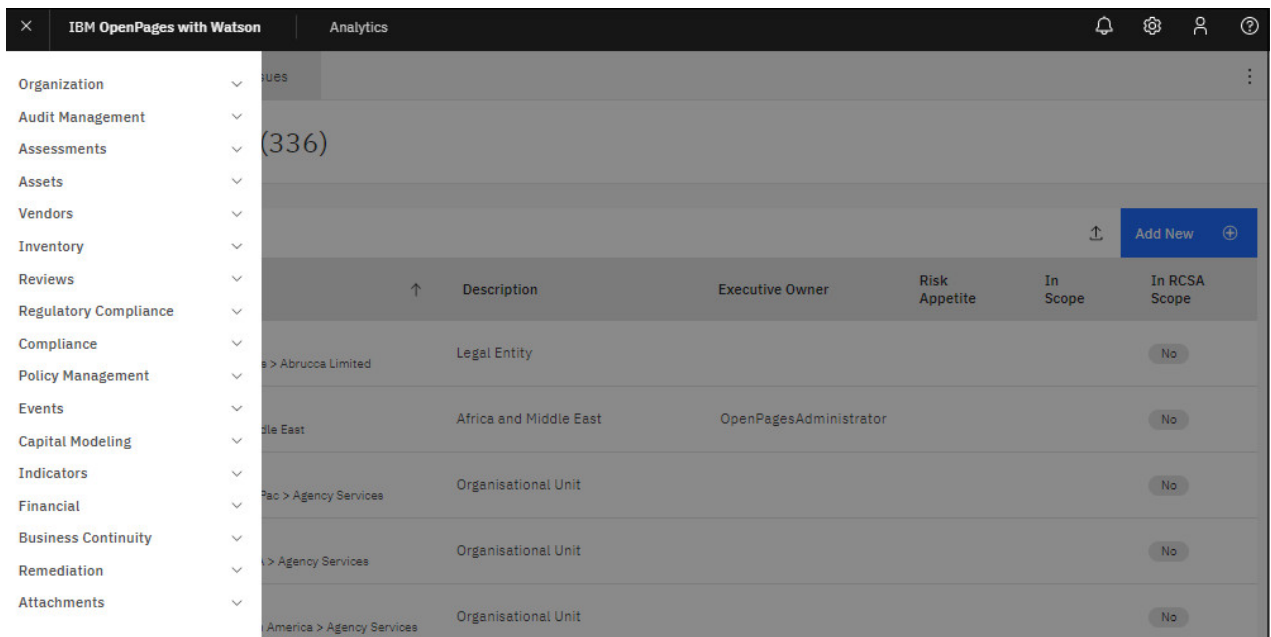 IBM OpenPages with Watson
Analytics
Organization
Audit Management
Assessments
Assets
Vendors
Inventory
Reviews
Regulatory Compliance
Compliance
Policy Management
Events
Capital Modeling
Indicators
Financial
Business Continuity
Remediation
Attachments
(336)
Add New
Description
Executive Owner
Risk
Appetite
In
Scope
In RCSA
Scope
> Abrucca Limited
Legal Entity
No
East
Africa and Middle East
OpenPagesAdministrator
No
> Agency Services
Organisational Unit
No
> Agency Services
Organisational Unit
No
America > Agency Services
Organisational Unit
No